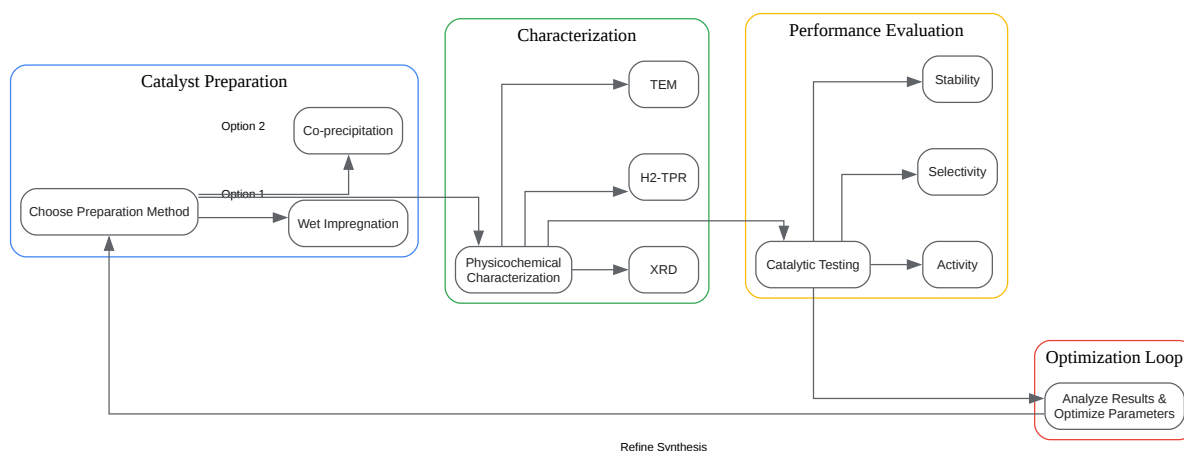 Catalyst Preparation
Option 2
Co-precipitation
Option 1
Choose Preparation Method
Wet Impregnation
Characterization
TEM
H2-TPR
Physicochemical
Characterization
XRD
Performance Evaluation
Stability
Selectivity
Catalytic Testing
Activity
Optimization Loop
Analyze Results &
Optimize Parameters
Refine Synthesis